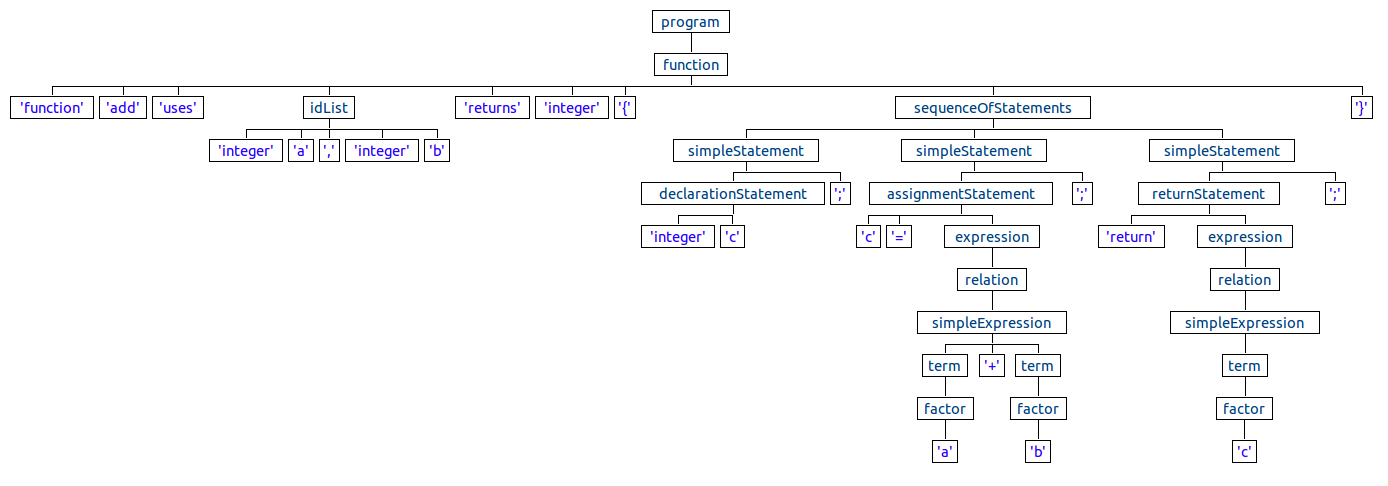 program
function
'function' 'add' 'uses' idList 'returns' 'integer' '{' sequenceOfStatements '}'
'integer' 'a' ',' 'integer' 'b' simpleStatement simpleStatement simpleStatement
declarationStatement ';' assignmentStatement ';' returnStatement ';'
'integer' 'c' 'c' '=' expression 'return' expression
relation relation
simpleExpression simpleExpression
term '+' term term
factor factor factor
'a' 'b' 'c'